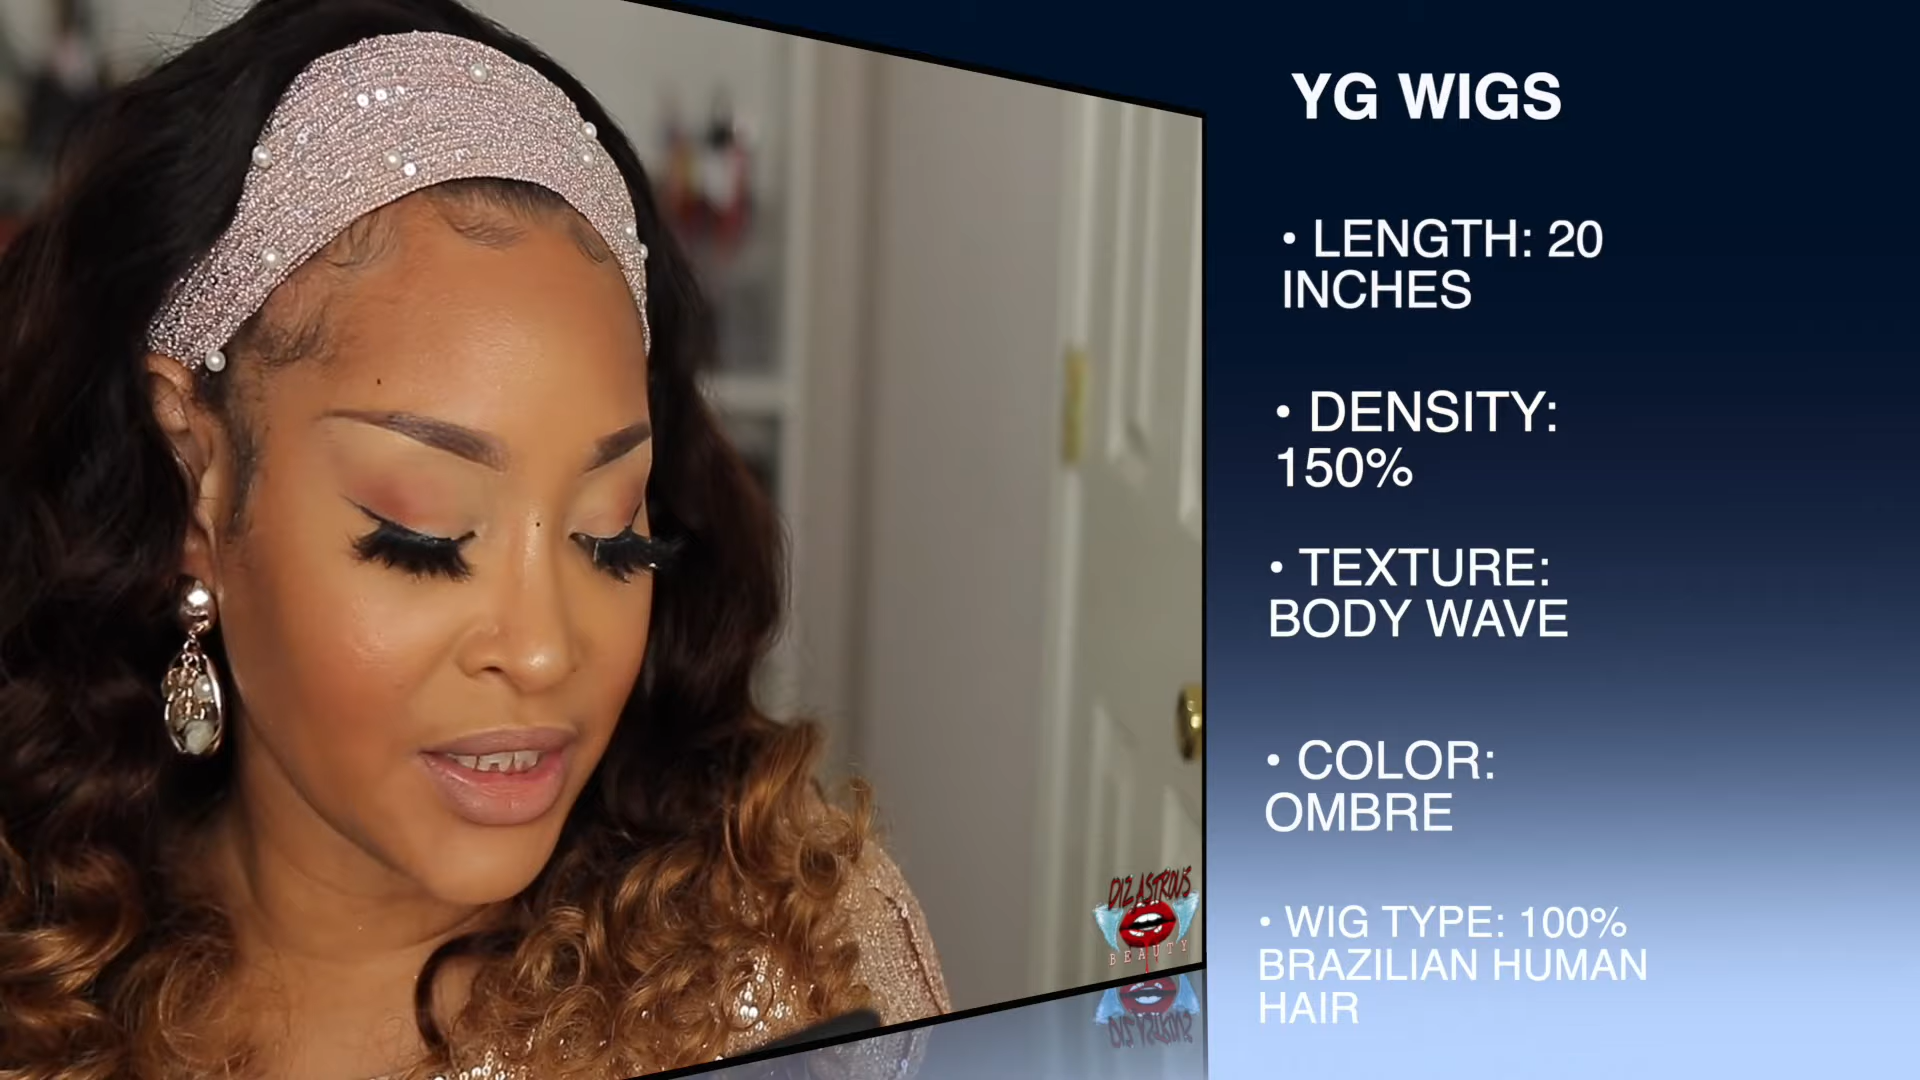 YG WIGS
• LENGTH: 20
INCHES
• DENSITY:
150%
• TEXTURE:
BODY WAVE
• COLOR:
OMBRE
• WIG TYPE: 100%
BRAZILIAN HUMAN
HAIR
DIZASTROUS
BEAUTY